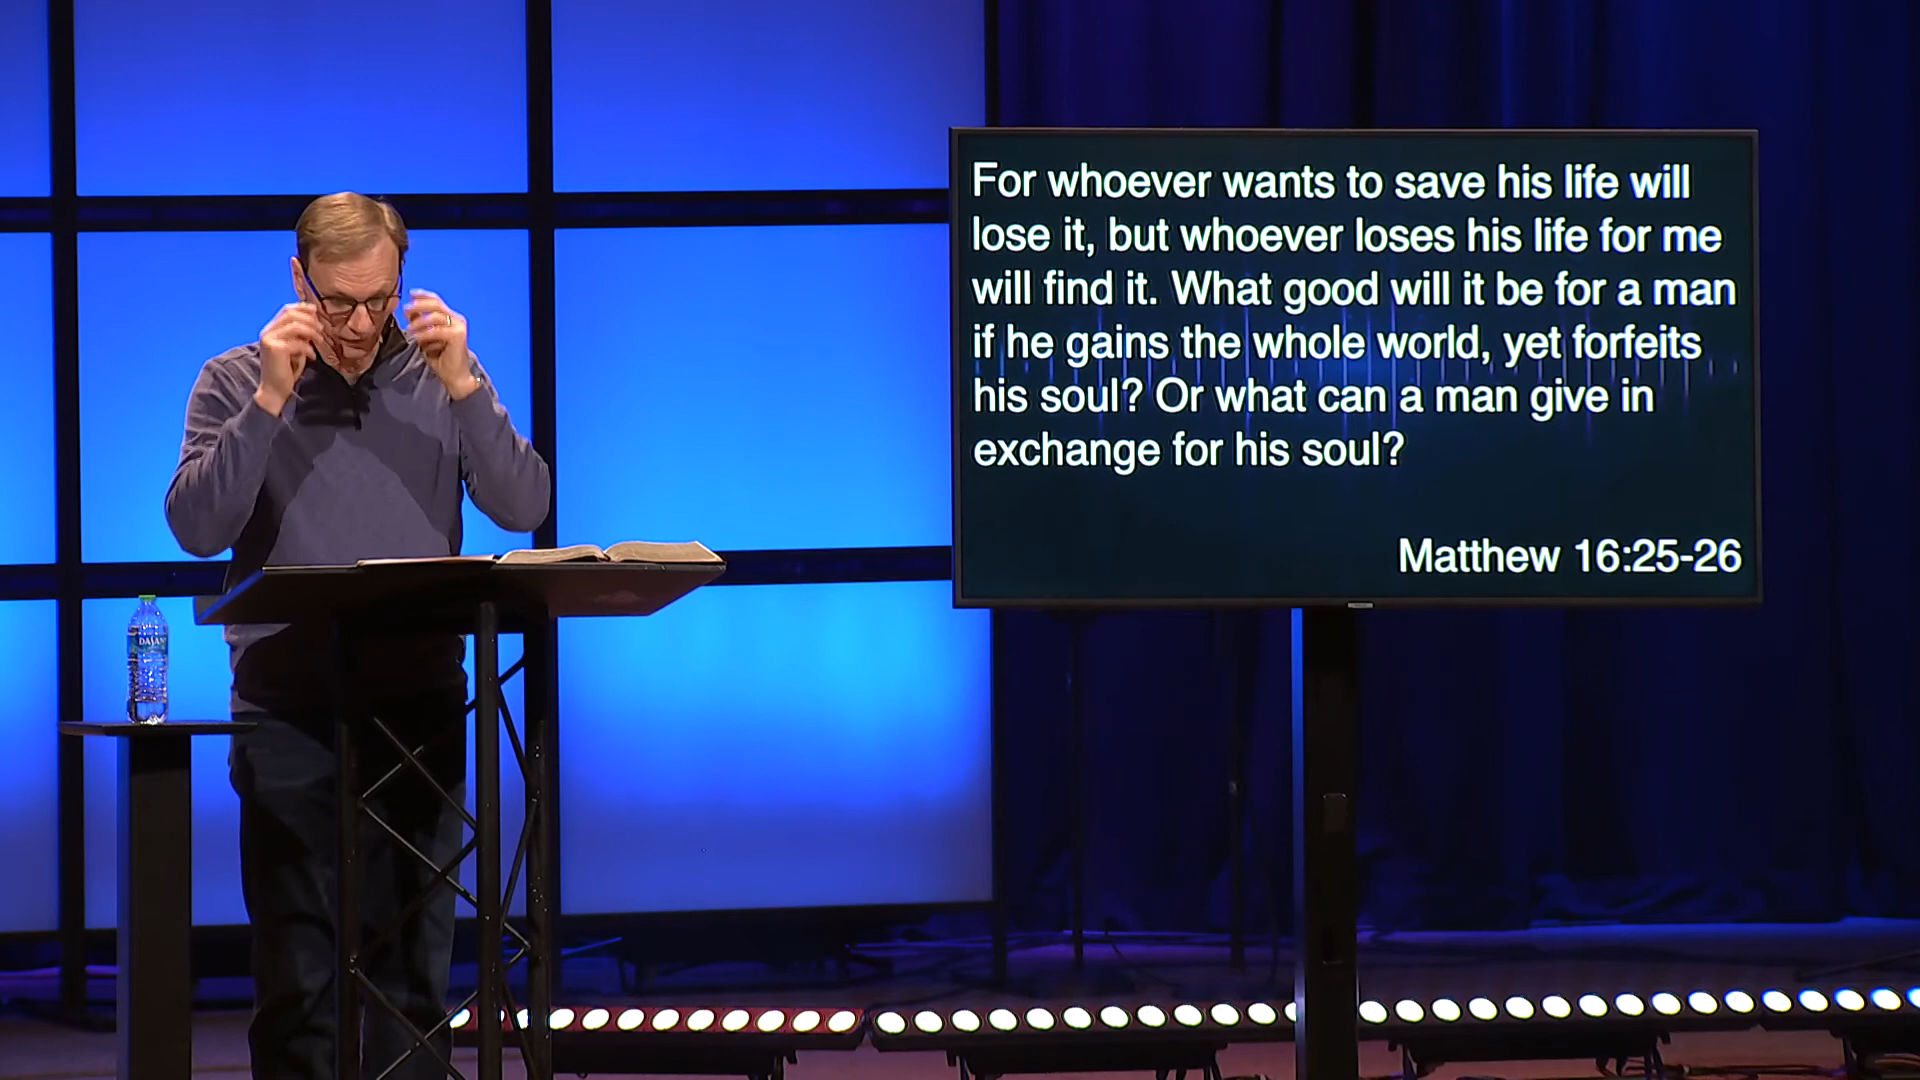 For whoever wants to save his life will
lose it, but whoever loses his life for me
will find it. What good will it be for a man
if he gains the whole world, yet forfeits
his soul? Or what can a man give in
exchange for his soul?
Matthew 16:25-26
DASANI